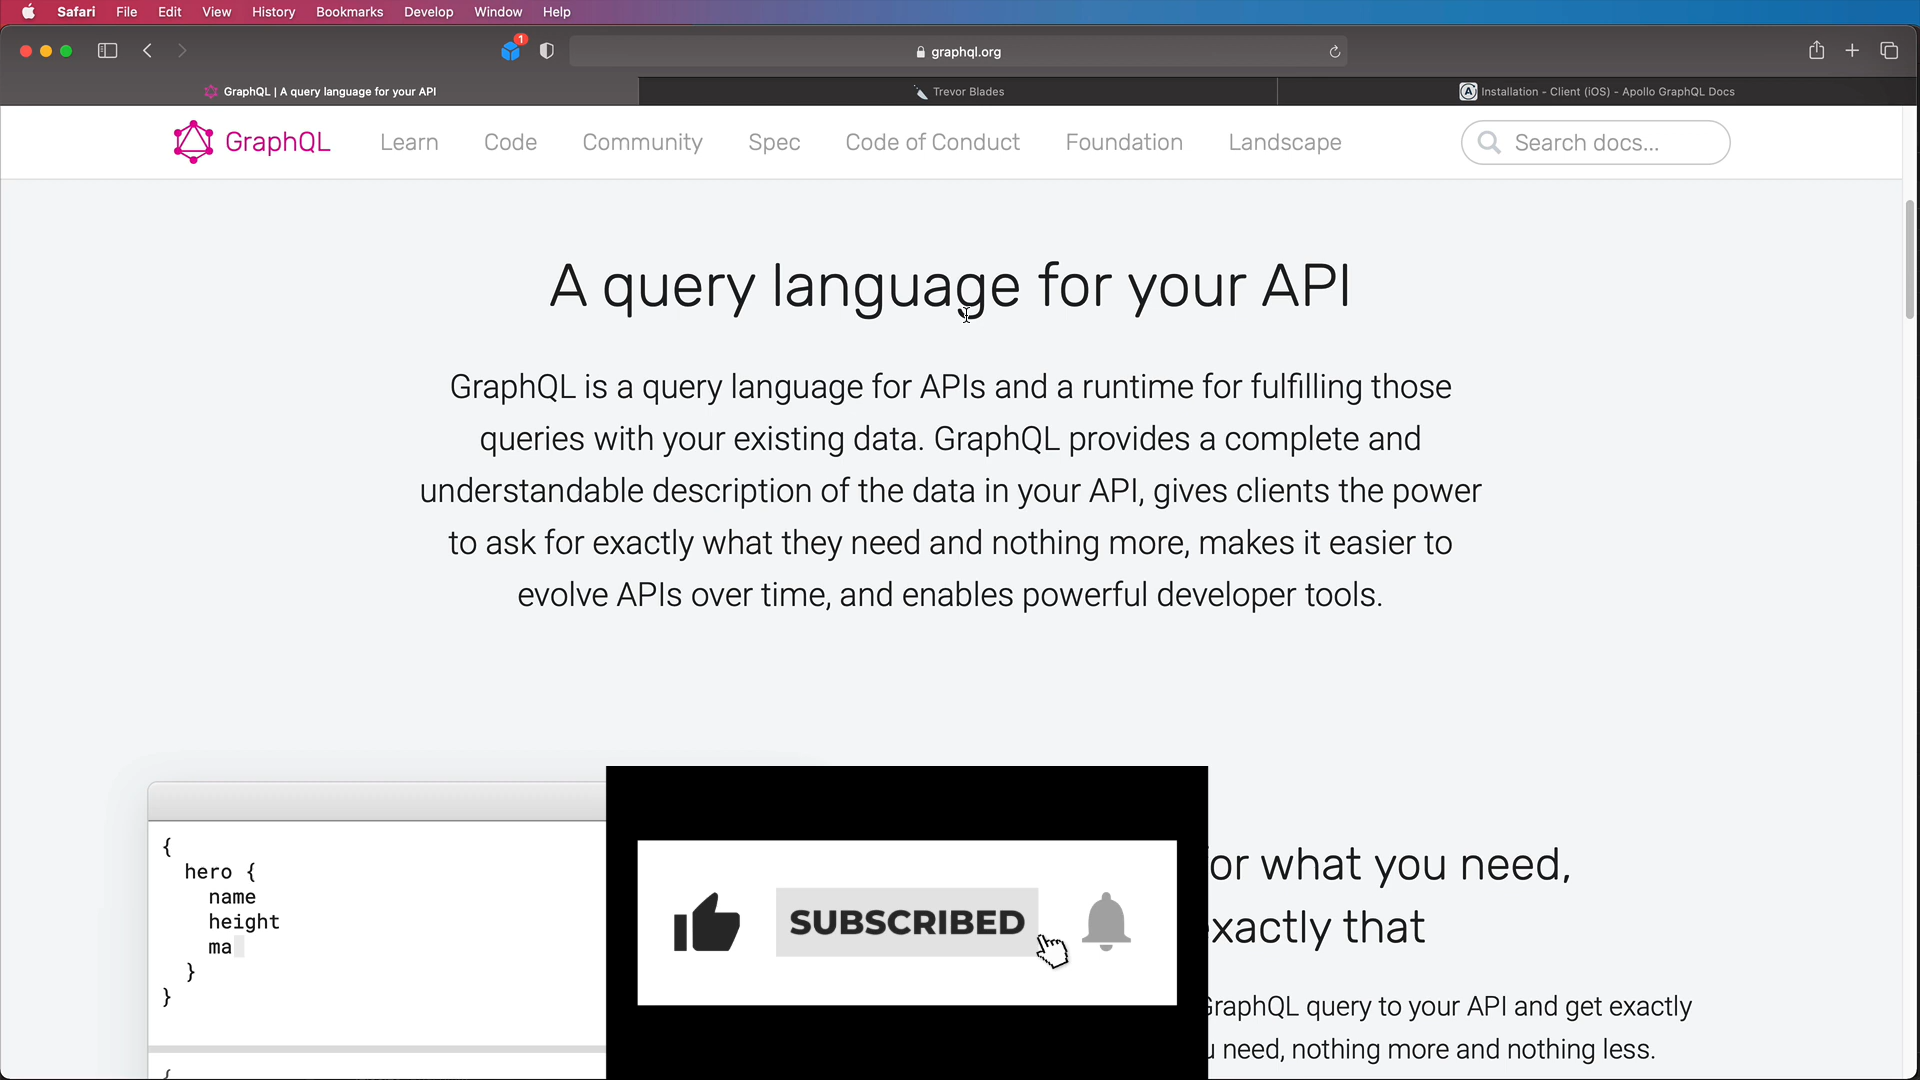 Safari File Edit View History Bookmarks Develop Window Help
1
graphql.org
GraphQL | A query language for your API
Trevor Blades
Installation - Client (iOS) - Apollo GraphQL Docs
GraphQL Learn Code Community Spec Code of Conduct Foundation Landscape Search docs...
A query language for your API
GraphQL is a query language for APIs and a runtime for fulfilling those
queries with your existing data. GraphQL provides a complete and
understandable description of the data in your API, gives clients the power
to ask for exactly what they need and nothing more, makes it easier to
evolve APIs over time, and enables powerful developer tools.
{
hero {
name
height
ma
}
}
{
SUBSCRIBED
or what you need,
xactly that
GraphQL query to your API and get exactly
u need, nothing more and nothing less.